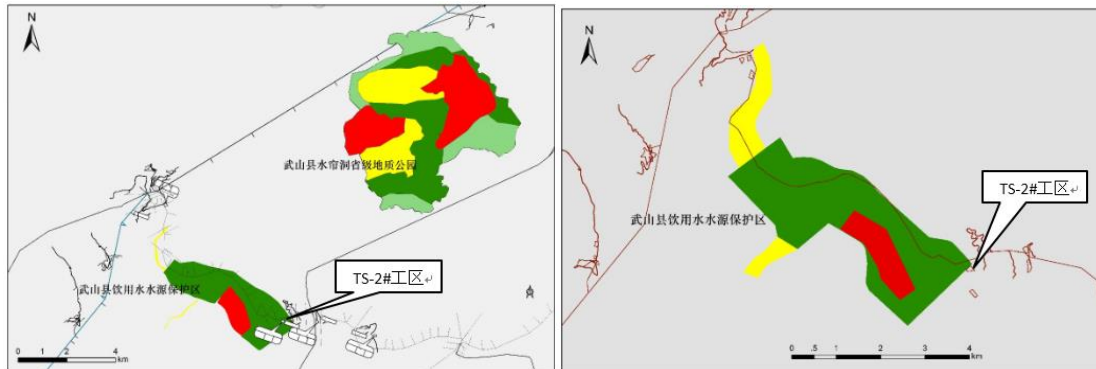 N
武山县水帘洞省级地质公园
武山县饮用水水源保护区
TS-2#工区
0 1 2 4
km
N
TS-2#工区
武山县饮用水水源保护区
0 .5 1 2 3 4
km